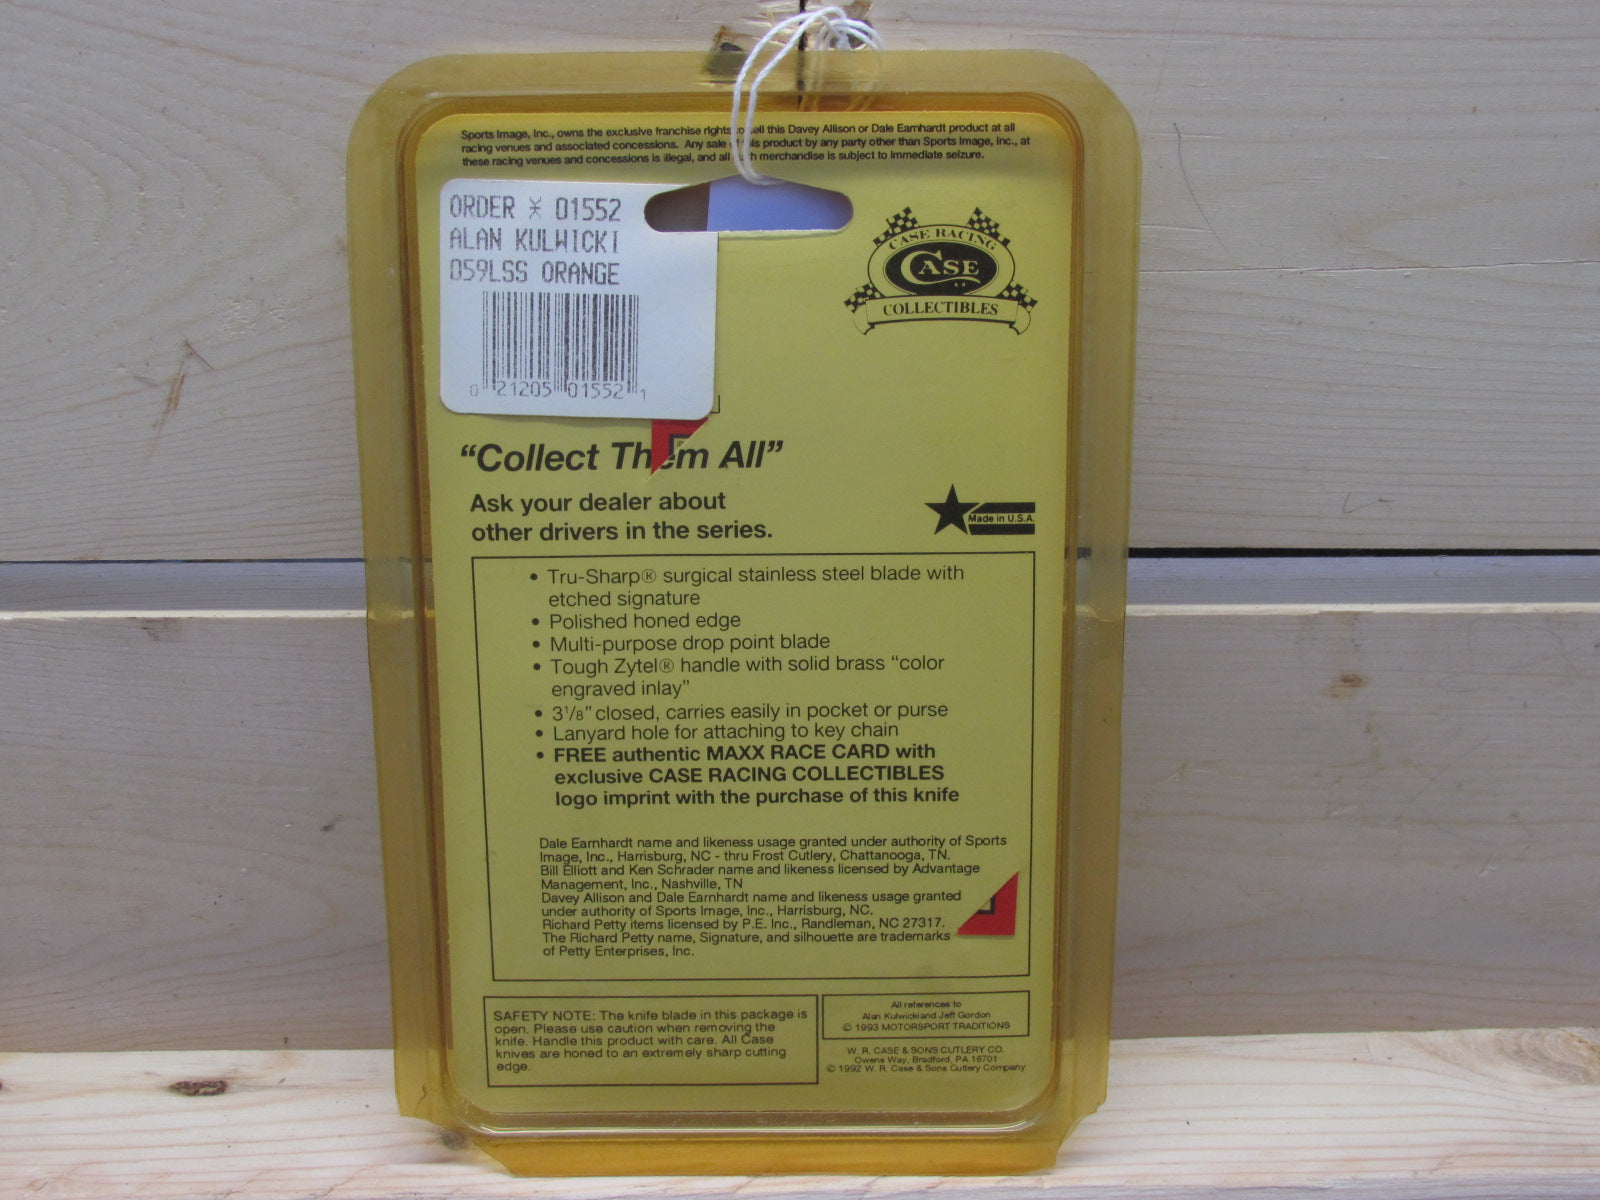 Sports Image, Inc., owns the exclusive franchise rights to sell this Davey Allison or Dale Earnhardt product at all
racing venues and associated concessions. Any sale of this product by any party other than Sports Image, Inc., at
these racing venues and concessions is illegal, and all such merchandise is subject to immediate seizure.
ORDER # 01552
ALAN KULWICKI
059LSS ORANGE
0 21205 01552 1
CASE RACING
CASE
COLLECTIBLES
“Collect Them All”
Ask your dealer about
other drivers in the series.
Made in U.S.A.
• Tru-Sharp® surgical stainless steel blade with
etched signature
• Polished honed edge
• Multi-purpose drop point blade
• Tough Zytel® handle with solid brass “color
engraved inlay”
• 3 1/8” closed, carries easily in pocket or purse
• Lanyard hole for attaching to key chain
• FREE authentic MAXX RACE CARD with
exclusive CASE RACING COLLECTIBLES
logo imprint with the purchase of this knife
Dale Earnhardt name and likeness usage granted under authority of Sports
Image, Inc., Harrisburg, NC - thru Frost Cutlery, Chattanooga, TN.
Bill Elliott and Ken Schrader name and likeness licensed by Advantage
Management, Inc., Nashville, TN
Davey Allison and Dale Earnhardt name and likeness usage granted
under authority of Sports Image, Inc., Harrisburg, NC.
Richard Petty items licensed by P.E. Inc., Randleman, NC 27317.
The Richard Petty name, Signature, and silhouette are trademarks
of Petty Enterprises, Inc.
SAFETY NOTE: The knife blade in this package is
open. Please use caution when removing the
knife. Handle this product with care. All Case
knives are honed to an extremely sharp cutting
edge.
All references to
Alan Kulwickiand Jeff Gordon
© 1993 MOTORSPORT TRADITIONS
W. R. CASE & SONS CUTLERY CO.
Owens Way, Bradford, PA 16701
© 1992 W. R. Case & Sons Cutlery Company